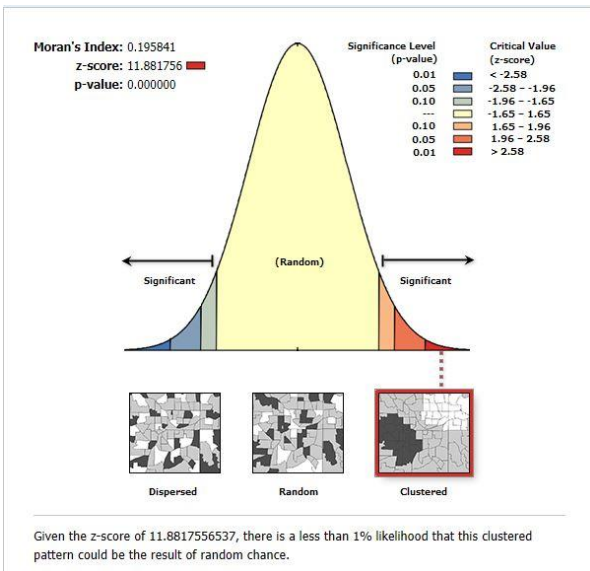 Moran's Index: 0.195841
z-score: 11.881756
p-value: 0.000000
Significance Level
(p-value)
Critical Value
(z-score)
0.01 < -2.58
0.05 -2.58 – -1.96
0.10 -1.96 – -1.65
--- -1.65 – 1.65
0.10 1.65 – 1.96
0.05 1.96 – 2.58
0.01 > 2.58
(Random)
Significant
Significant
Dispersed
Random
Clustered
Given the z-score of 11.8817556537, there is a less than 1% likelihood that this clustered
pattern could be the result of random chance.